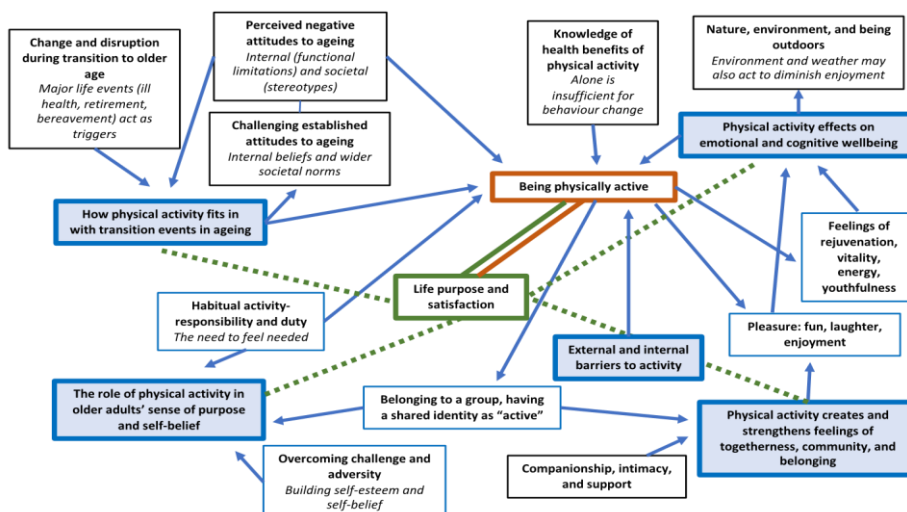 Change and disruption
during transition to older
age
Major life events (ill
health, retirement,
bereavement) act as
triggers
Perceived negative
attitudes to ageing
Internal (functional
limitations) and societal
(stereotypes)
Knowledge of
health benefits of
physical activity
Alone is
insufficient for
behaviour change
Nature, environment, and being
outdoors
Environment and weather may
also act to diminish enjoyment
Challenging established
attitudes to ageing
Internal beliefs and wider
societal norms
Physical activity effects on
emotional and cognitive wellbeing
Being physically active
How physical activity fits in
with transition events in ageing
Feelings of
rejuvenation,
vitality,
energy,
youthfulness
Life purpose and
satisfaction
Habitual activity-
responsibility and duty
The need to feel needed
Pleasure: fun, laughter,
enjoyment
External and internal
barriers to activity
The role of physical activity in
older adults' sense of purpose
and self-belief
Belonging to a group, having
a shared identity as "active"
Physical activity creates and
strengthens feelings of
togetherness, community, and
belonging
Overcoming challenge and
adversity
Building self-esteem and
self-belief
Companionship, intimacy,
and support